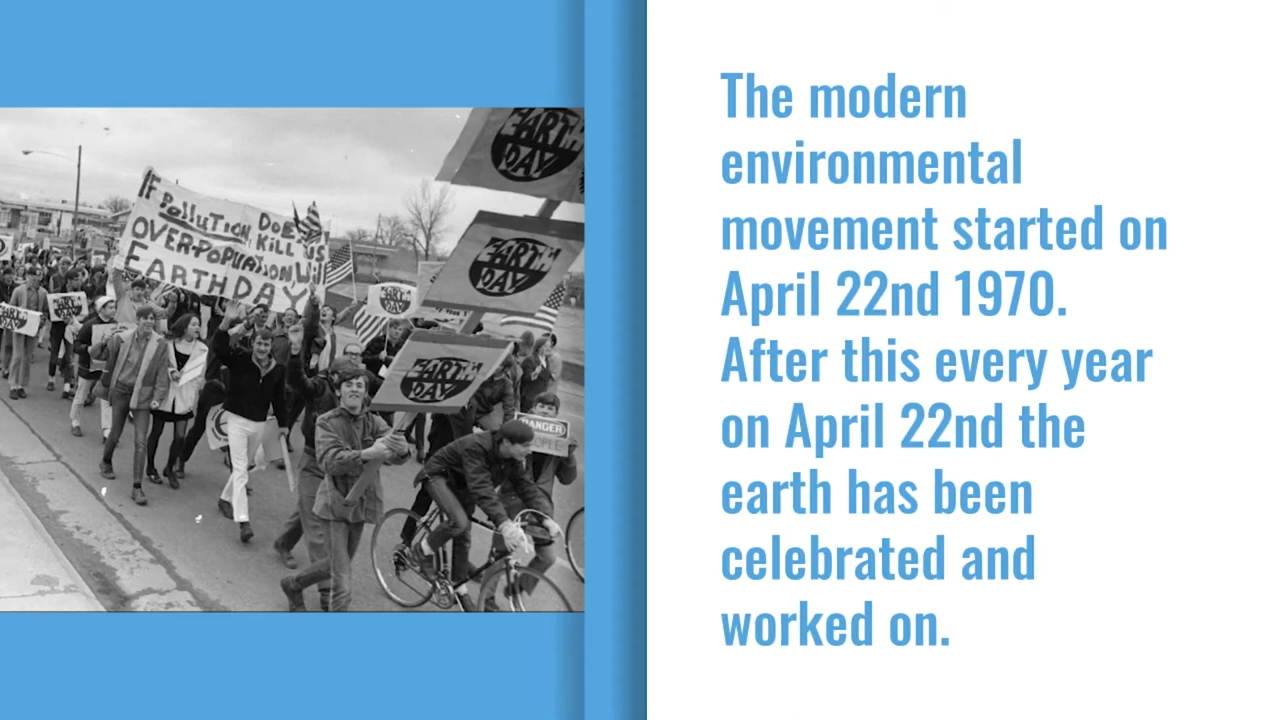 IF POLLUTION DOESN'T KILL US
OVERPOPULATION WILL
EARTH DAY
EARTH
DAY
EARTH
DAY
EARTH
DAY
DANGER
PEOPLE
The modern
environmental
movement started on
April 22nd 1970.
After this every year
on April 22nd the
earth has been
celebrated and
worked on.